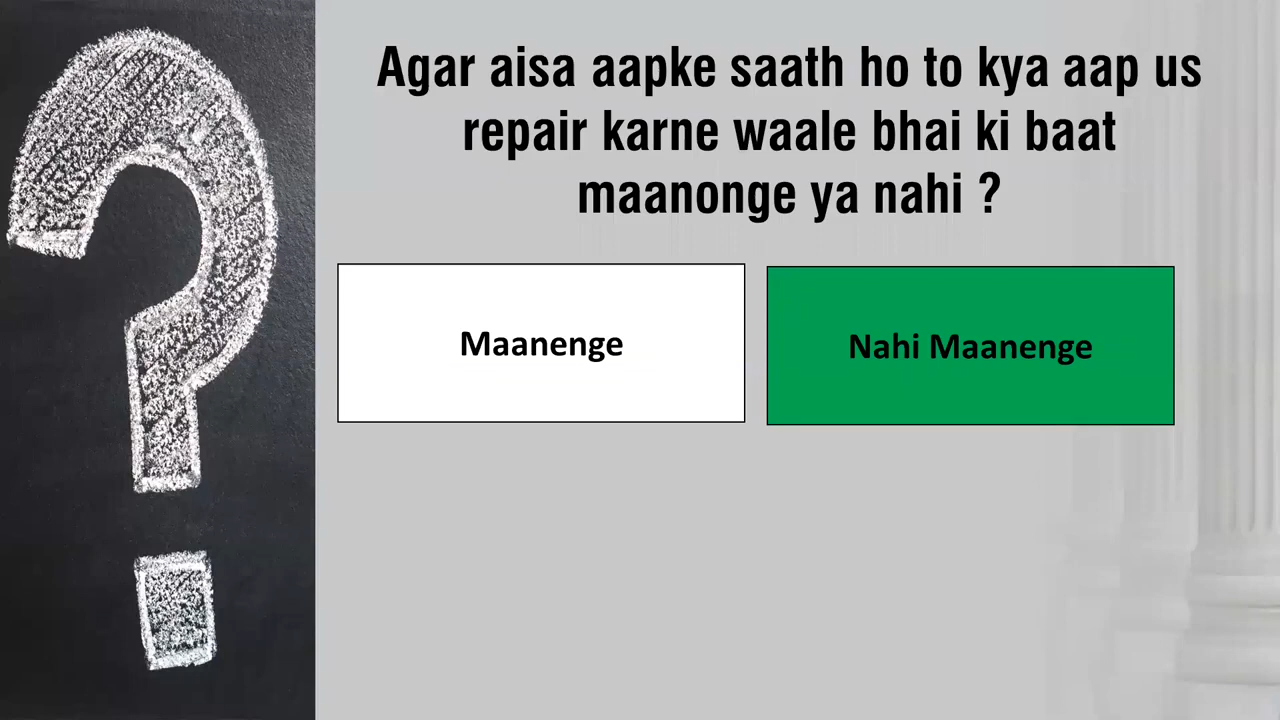 Agar aisa aapke saath ho to kya aap us
repair karne waale bhai ki baat
maanonge ya nahi ?
Maanenge
Nahi Maanenge